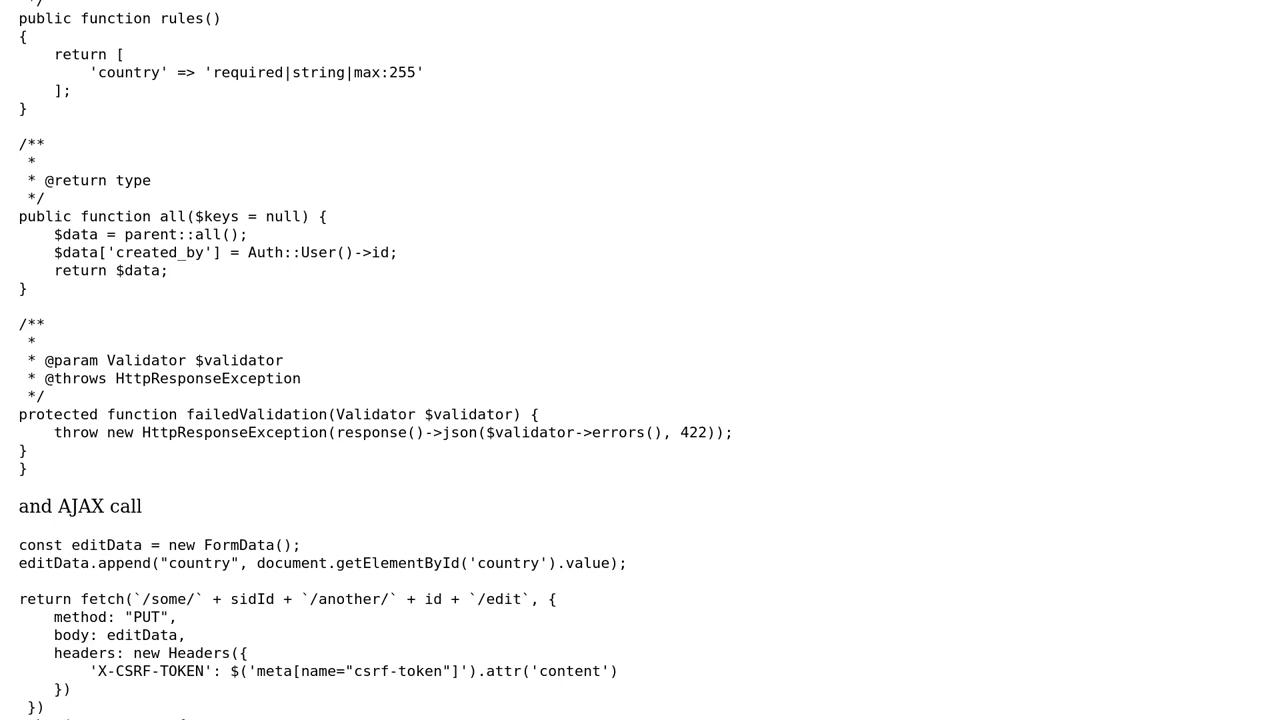 */
public function rules()
{
    return [
        'country' => 'required|string|max:255'
    ];
}

/**
 *
 * @return type
 */
public function all($keys = null) {
    $data = parent::all();
    $data['created_by'] = Auth::User()->id;
    return $data;
}

/**
 *
 * @param Validator $validator
 * @throws HttpResponseException
 */
protected function failedValidation(Validator $validator) {
    throw new HttpResponseException(response()->json($validator->errors(), 422));
}
}
and AJAX call
const editData = new FormData();
editData.append("country", document.getElementById('country').value);

return fetch(`/some/` + sidId + `/another/` + id + `/edit`, {
    method: "PUT",
    body: editData,
    headers: new Headers({
        'X-CSRF-TOKEN': $('meta[name="csrf-token"]').attr('content')
    })
 })